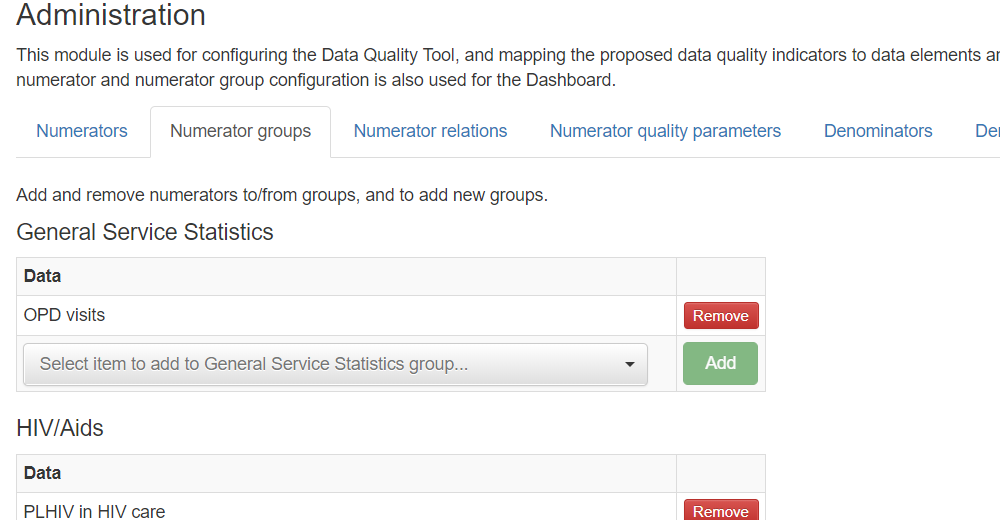 Administration
This module is used for configuring the Data Quality Tool, and mapping the proposed data quality indicators to data elements
numerator and numerator group configuration is also used for the Dashboard.
Numerators Numerator groups Numerator relations Numerator quality parameters Denominators
Add and remove numerators to/from groups, and to add new groups.
General Service Statistics
Data
OPD visits Remove
Select item to add to General Service Statistics group... Add
HIV/Aids
Data
PLHIV in HIV care Remove